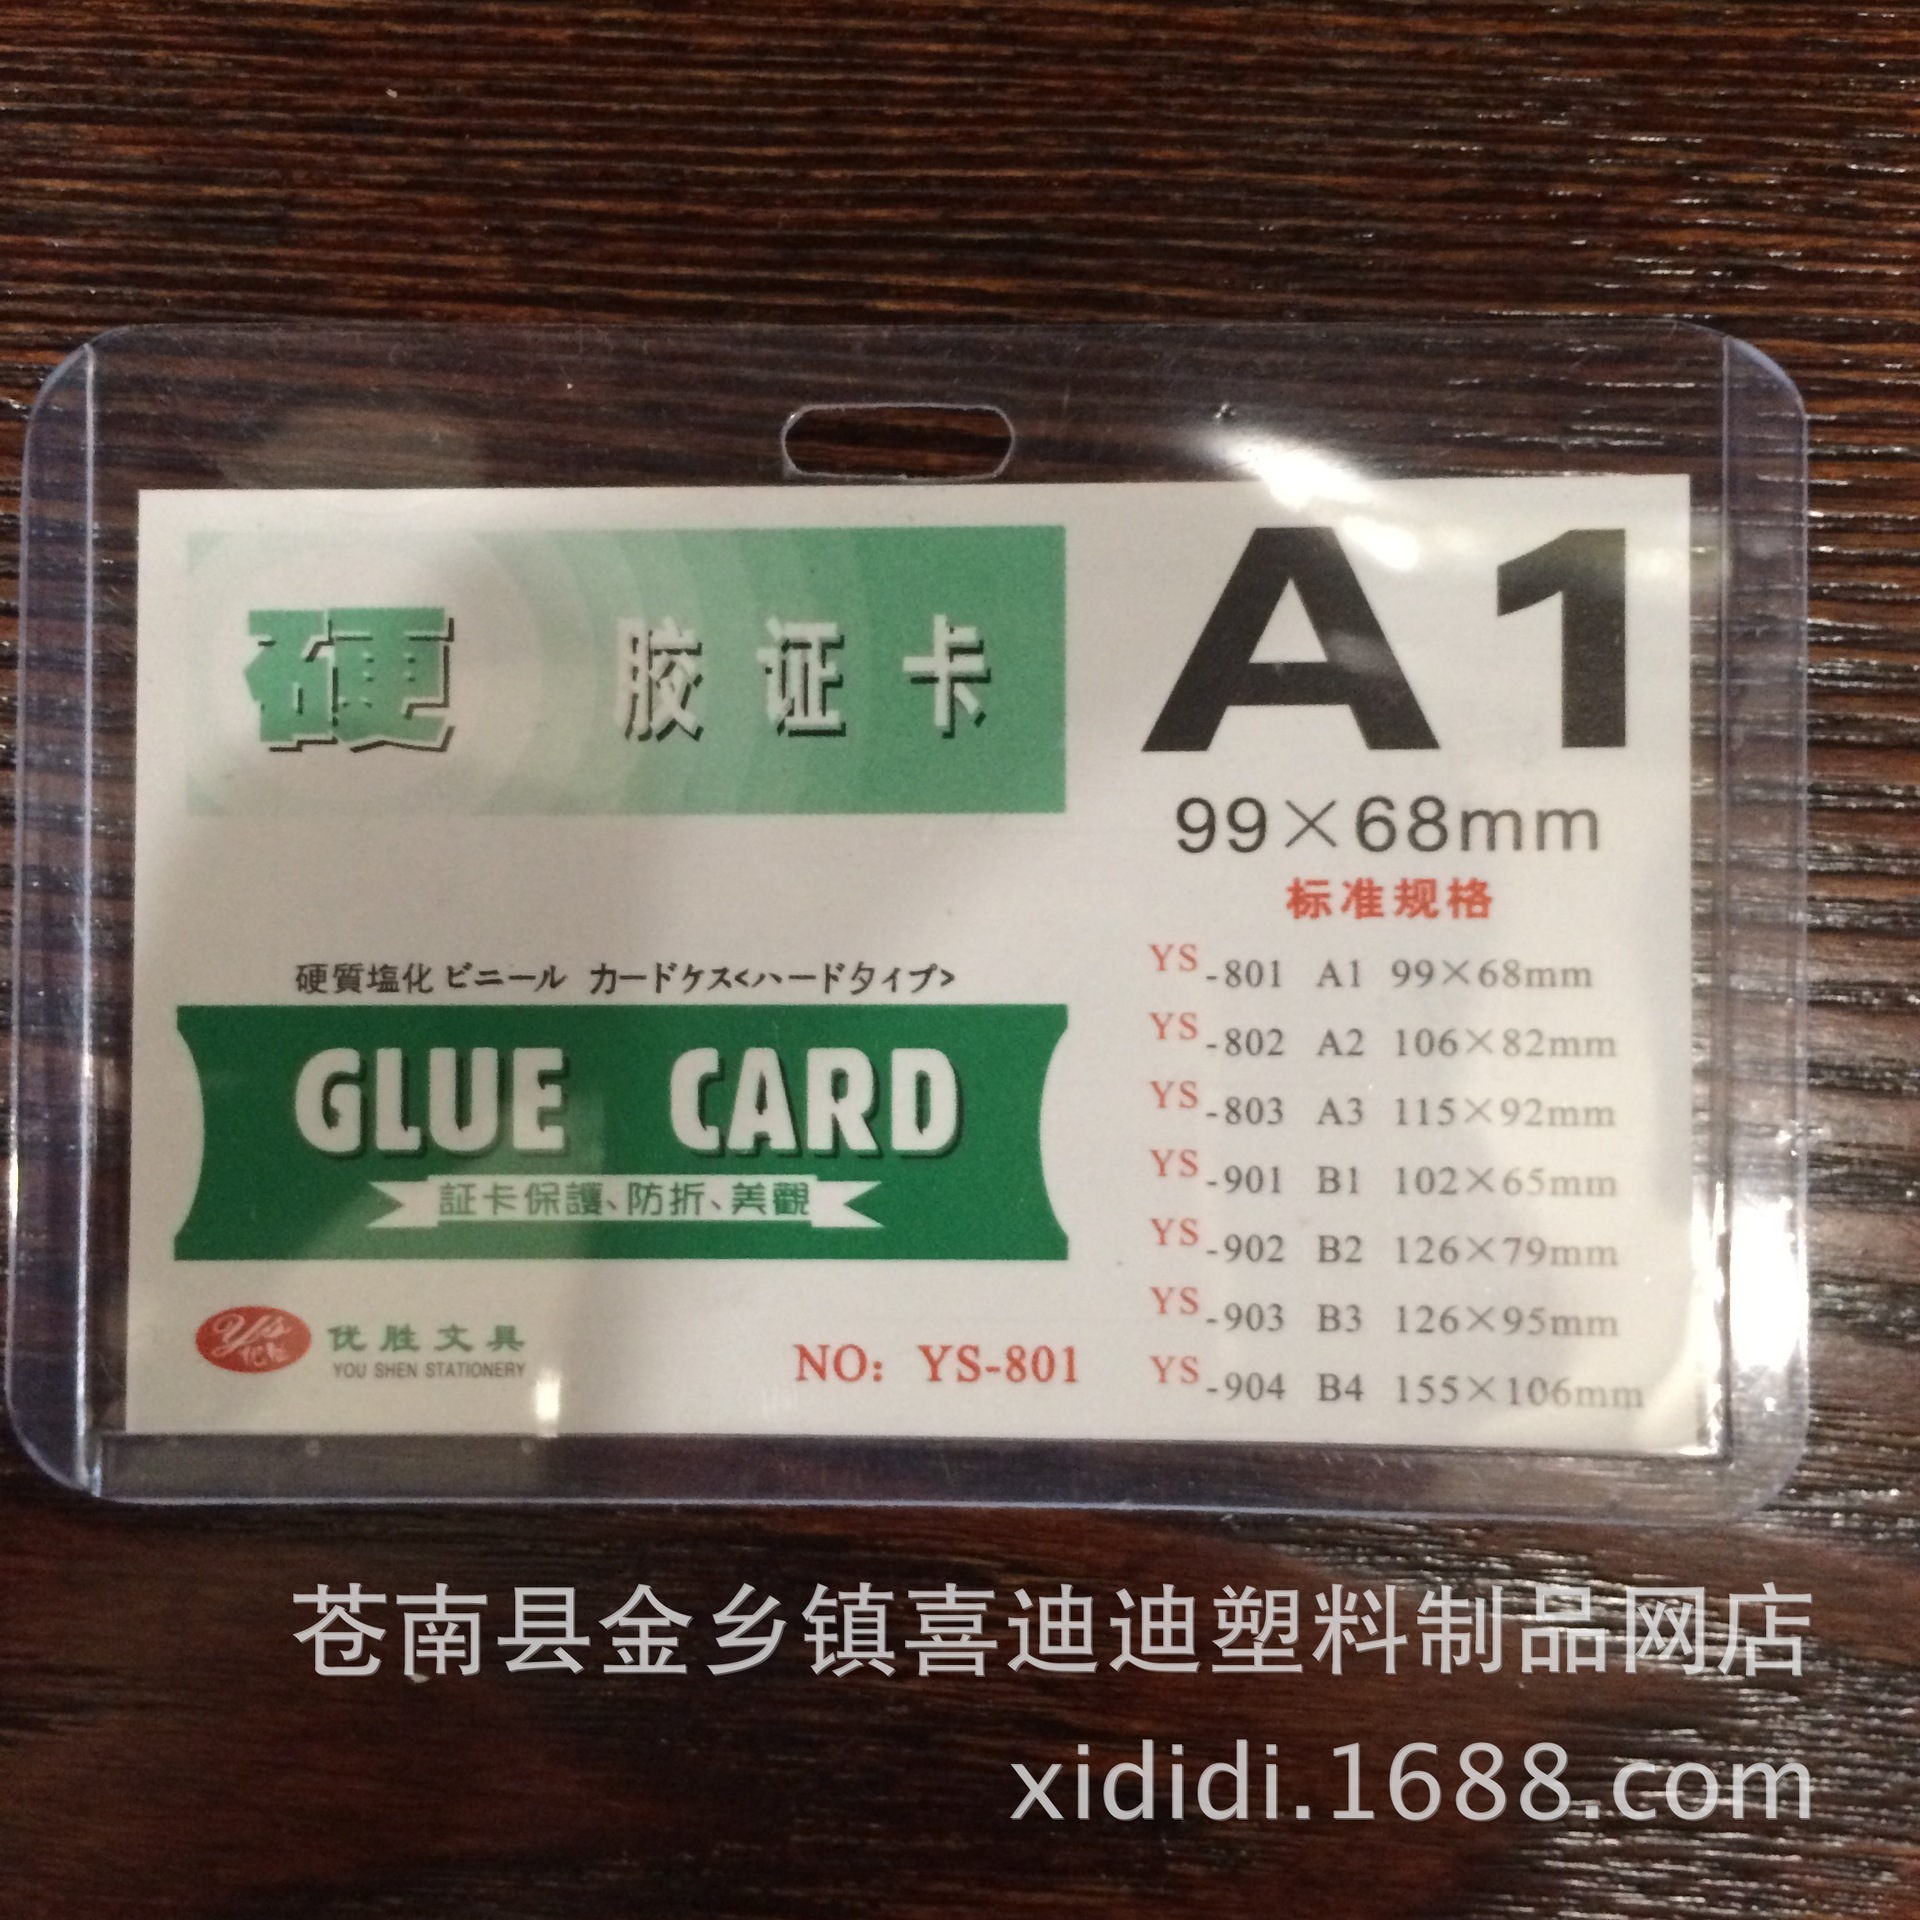 硬 胶证卡
A1
99×68mm
标准规格
硬質塩化 ビニール カードケス<ハードタイプ>
GLUE CARD
証卡保護、防折、美觀
YS-801 A1 99×68mm
YS-802 A2 106×82mm
YS-803 A3 115×92mm
YS-901 B1 102×65mm
YS-902 B2 126×79mm
YS-903 B3 126×95mm
YS-904 B4 155×106mm
Ys
优胜文具
YOU SHEN STATIONERY
NO: YS-801
苍南县金乡镇喜迪迪塑料制品网店
xididi.1688.com